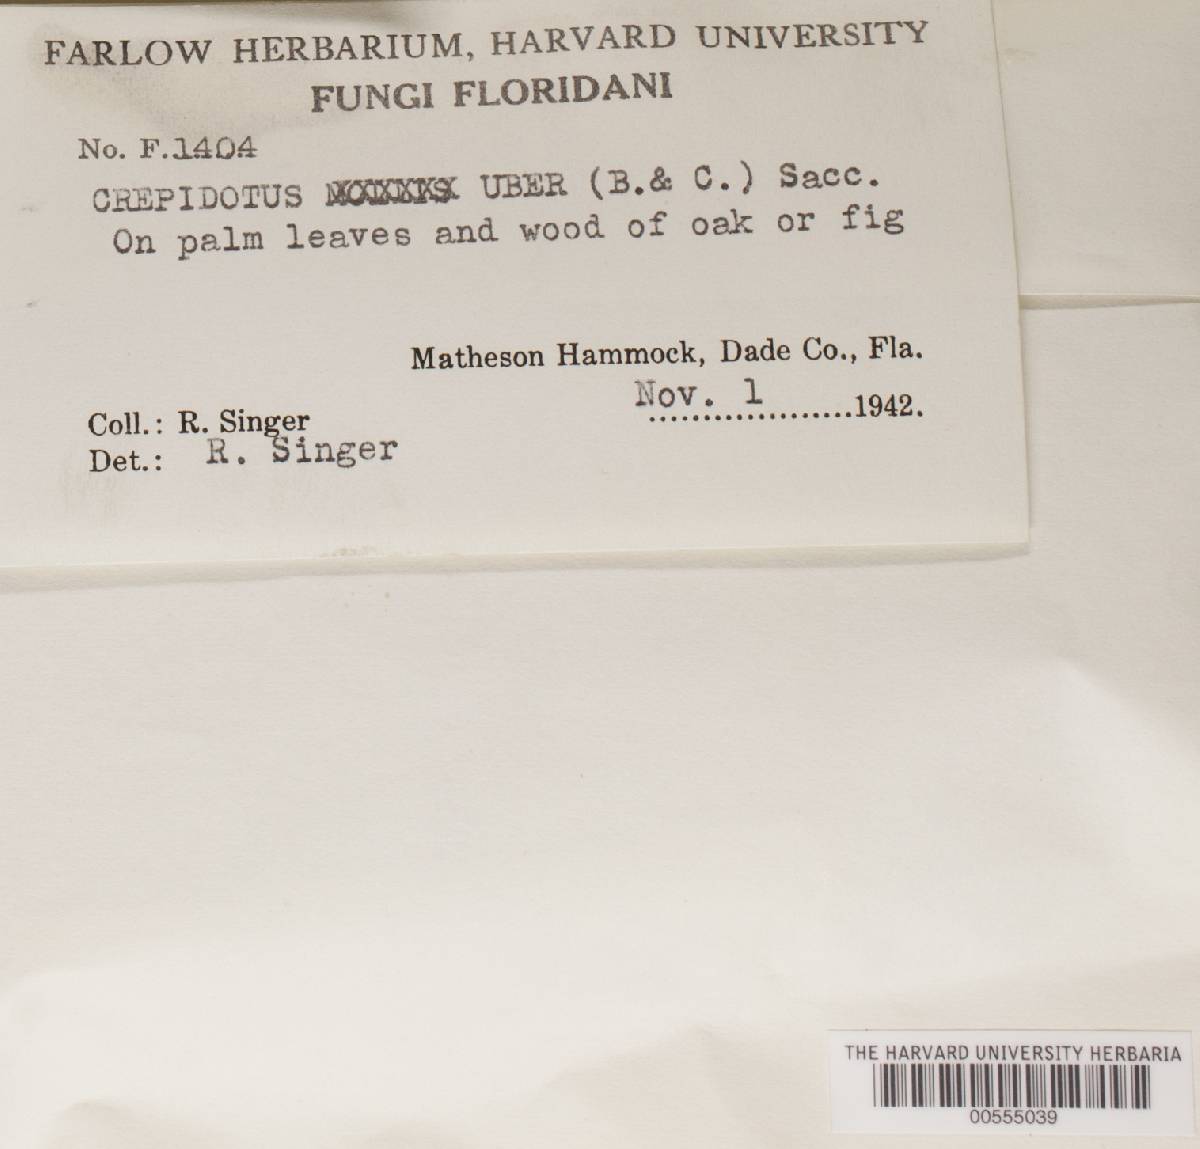 FARLOW HERBARIUM, HARVARD UNIVERSITY
FUNGI FLORIDANI
No. F.1404
CREPIDOTUS UBER (B.& C.) Sacc.
On palm leaves and wood of oak or fig
Matheson Hammock, Dade Co., Fla.
Nov. 1 ...................1942.
Coll.: R. Singer
Det.: R. Singer
THE HARVARD UNIVERSITY HERBARIA
00555039